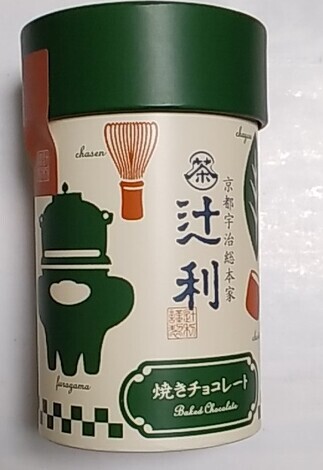 chasen
茶
京都宇治総本家
辻利
furogama
焼きチョコレート
Baked Chocolate